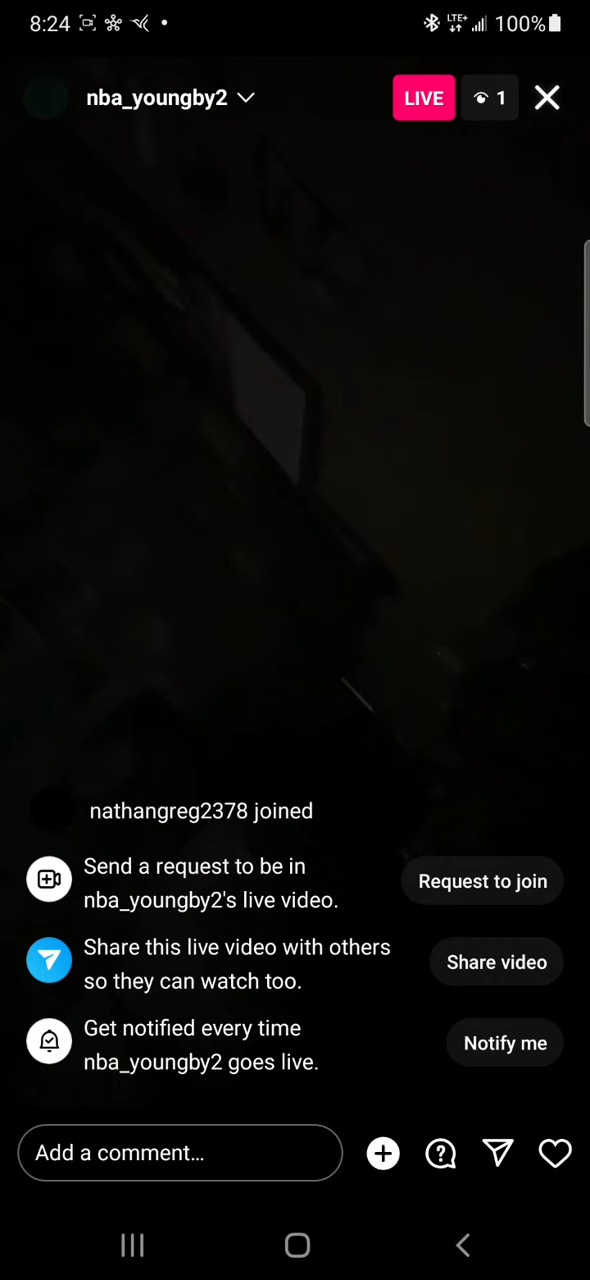 8:24
LTE+
100%
nba_youngby2
LIVE
1
nathangreg2378 joined
Send a request to be in
nba_youngby2's live video.
Request to join
Share this live video with others
so they can watch too.
Share video
Get notified every time
nba_youngby2 goes live.
Notify me
Add a comment...